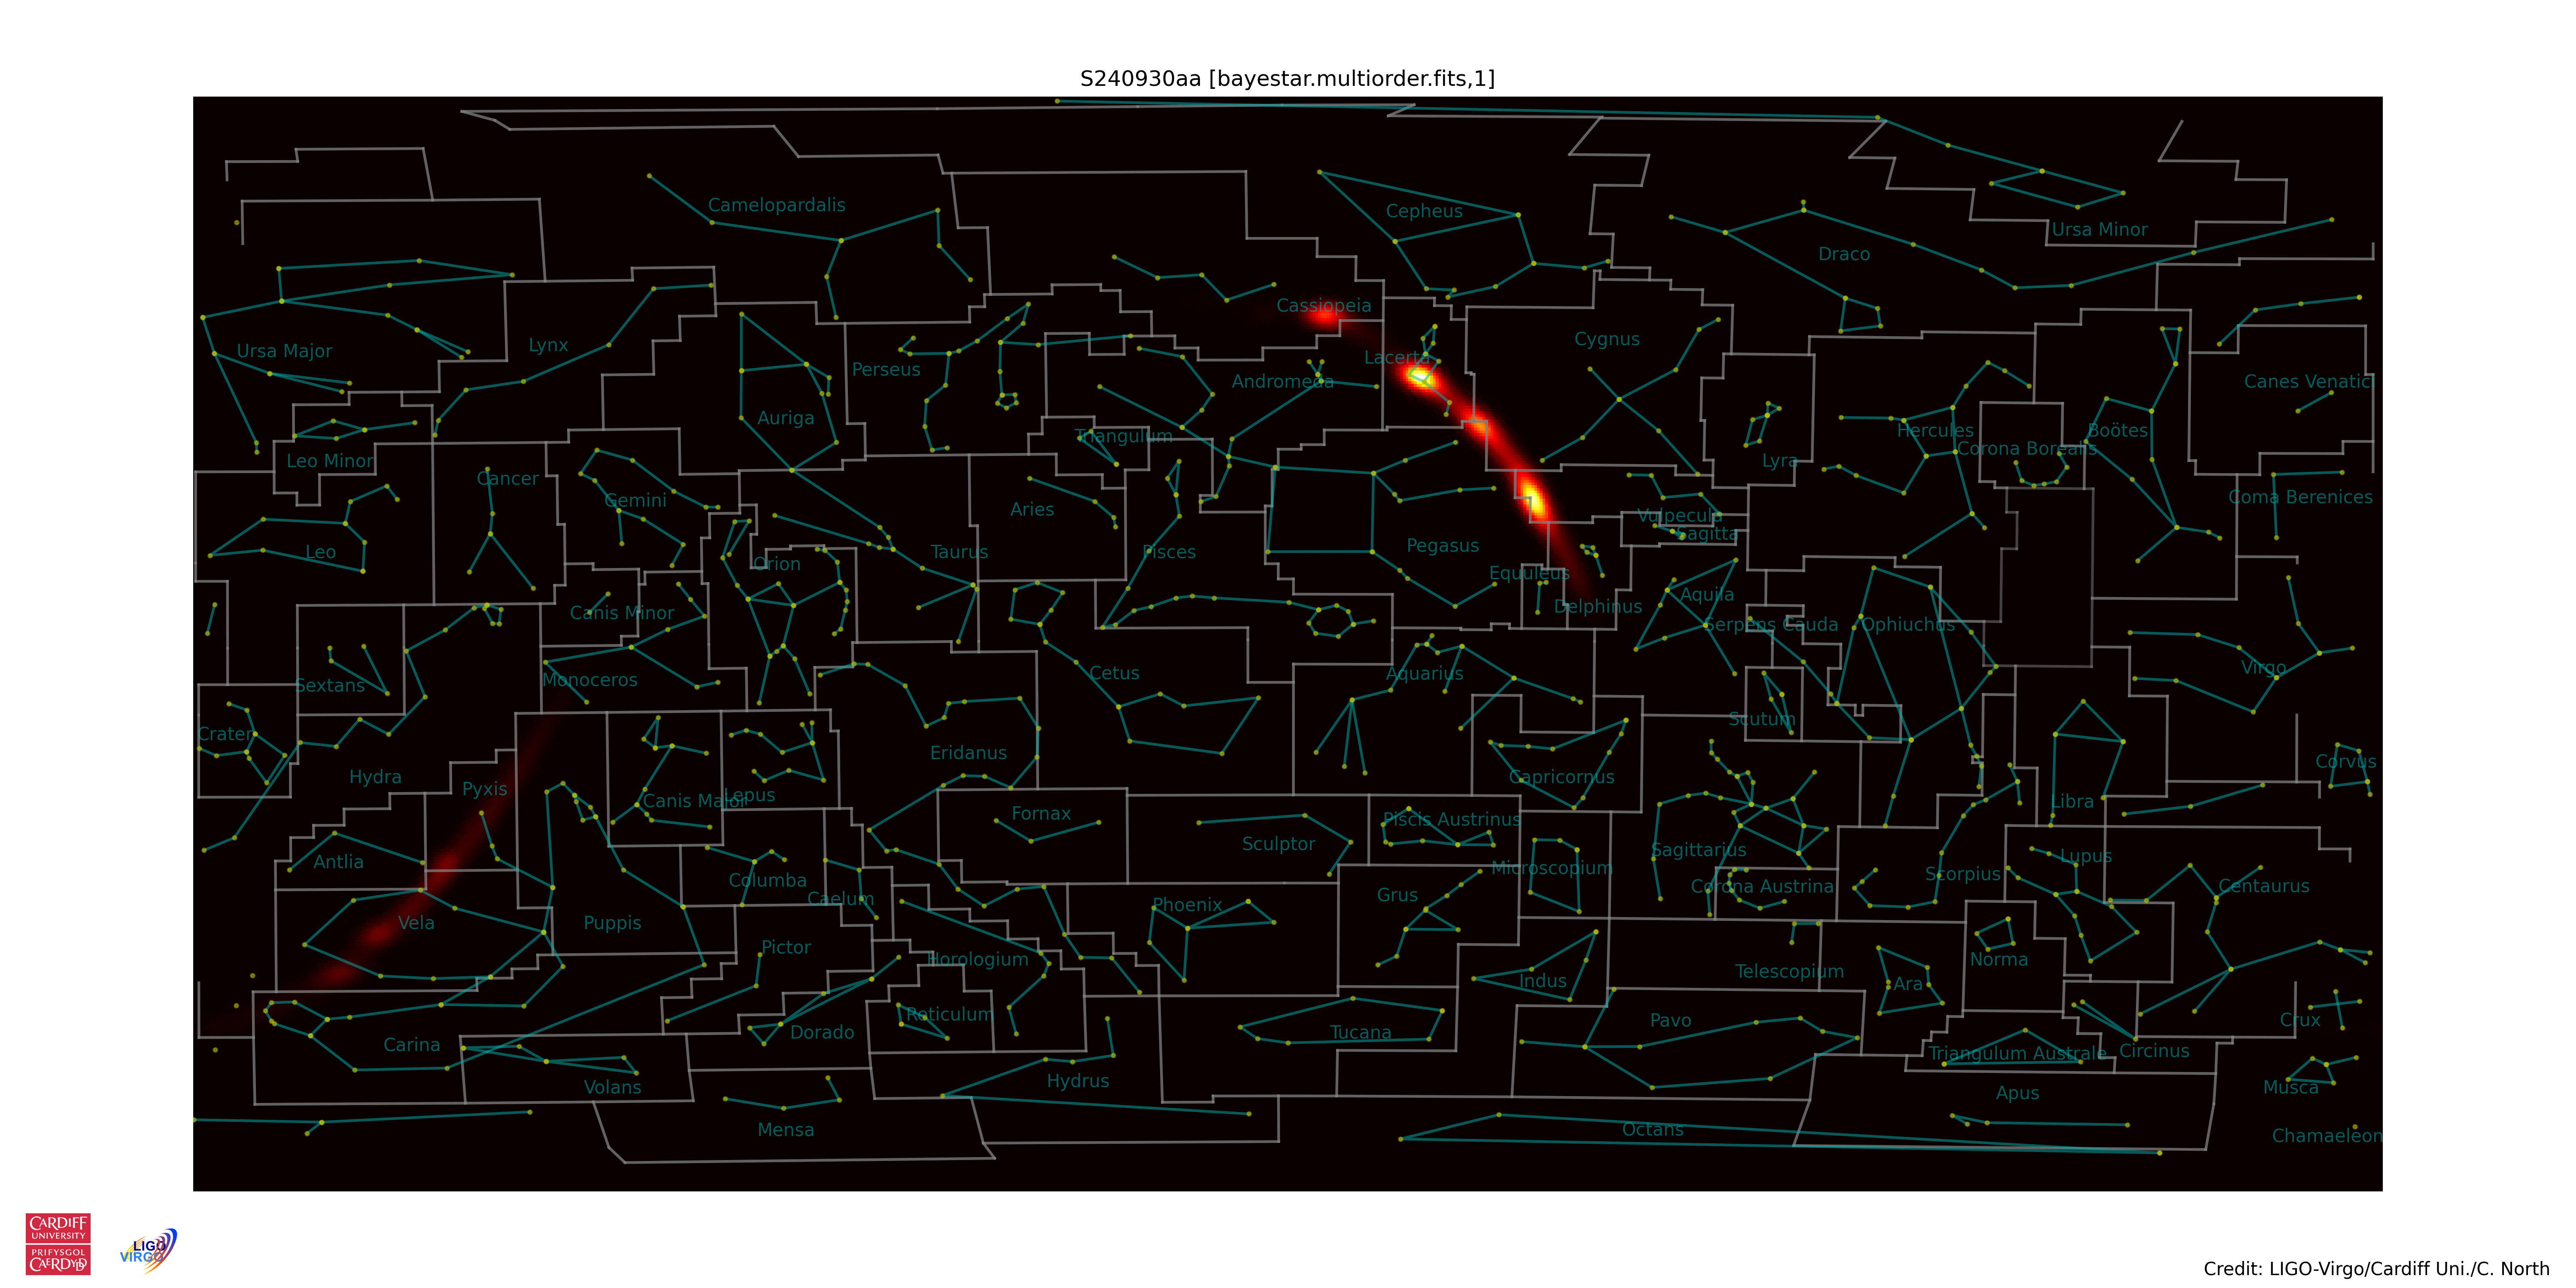 S240930aa [bayestar.multiorder.fits,1]
Camelopardalis
Cepheus
Ursa Minor
Draco
Cassiopeia
Cygnus
Ursa Major
Lynx
Lacerta
Perseus
Andromeda
Canes Venatici
Auriga
Triangulum
Hercules
Boötes
Corona Borealis
Leo Minor
Lyra
Cancer
Gemini
Coma Berenices
Aries
Vulpecula
Sagitta
Leo
Orion
Taurus
Pisces
Pegasus
Equuleus
Delphinus
Aquila
Canis Minor
Serpens Cauda
Ophiuchus
Sextans
Monoceros
Cetus
Aquarius
Virgo
Crater
Scutum
Hydra
Eridanus
Capricornus
Corvus
Pyxis
Canis Major
Lepus
Libra
Fornax
Piscis Austrinus
Antlia
Sculptor
Sagittarius
Lupus
Microscopium
Columba
Caelum
Corona Austrina
Scorpius
Centaurus
Grus
Phoenix
Vela
Puppis
Pictor
Horologium
Norma
Indus
Telescopium
Ara
Reticulum
Pavo
Crux
Carina
Dorado
Tucana
Triangulum Australe
Circinus
Volans
Hydrus
Apus
Musca
Mensa
Octans
Chamaeleon
CARDIFF
UNIVERSITY
PRIFYSGOL
CAERDYDD
LIGO
VIRGO
Credit: LIGO-Virgo/Cardiff Uni./C. North